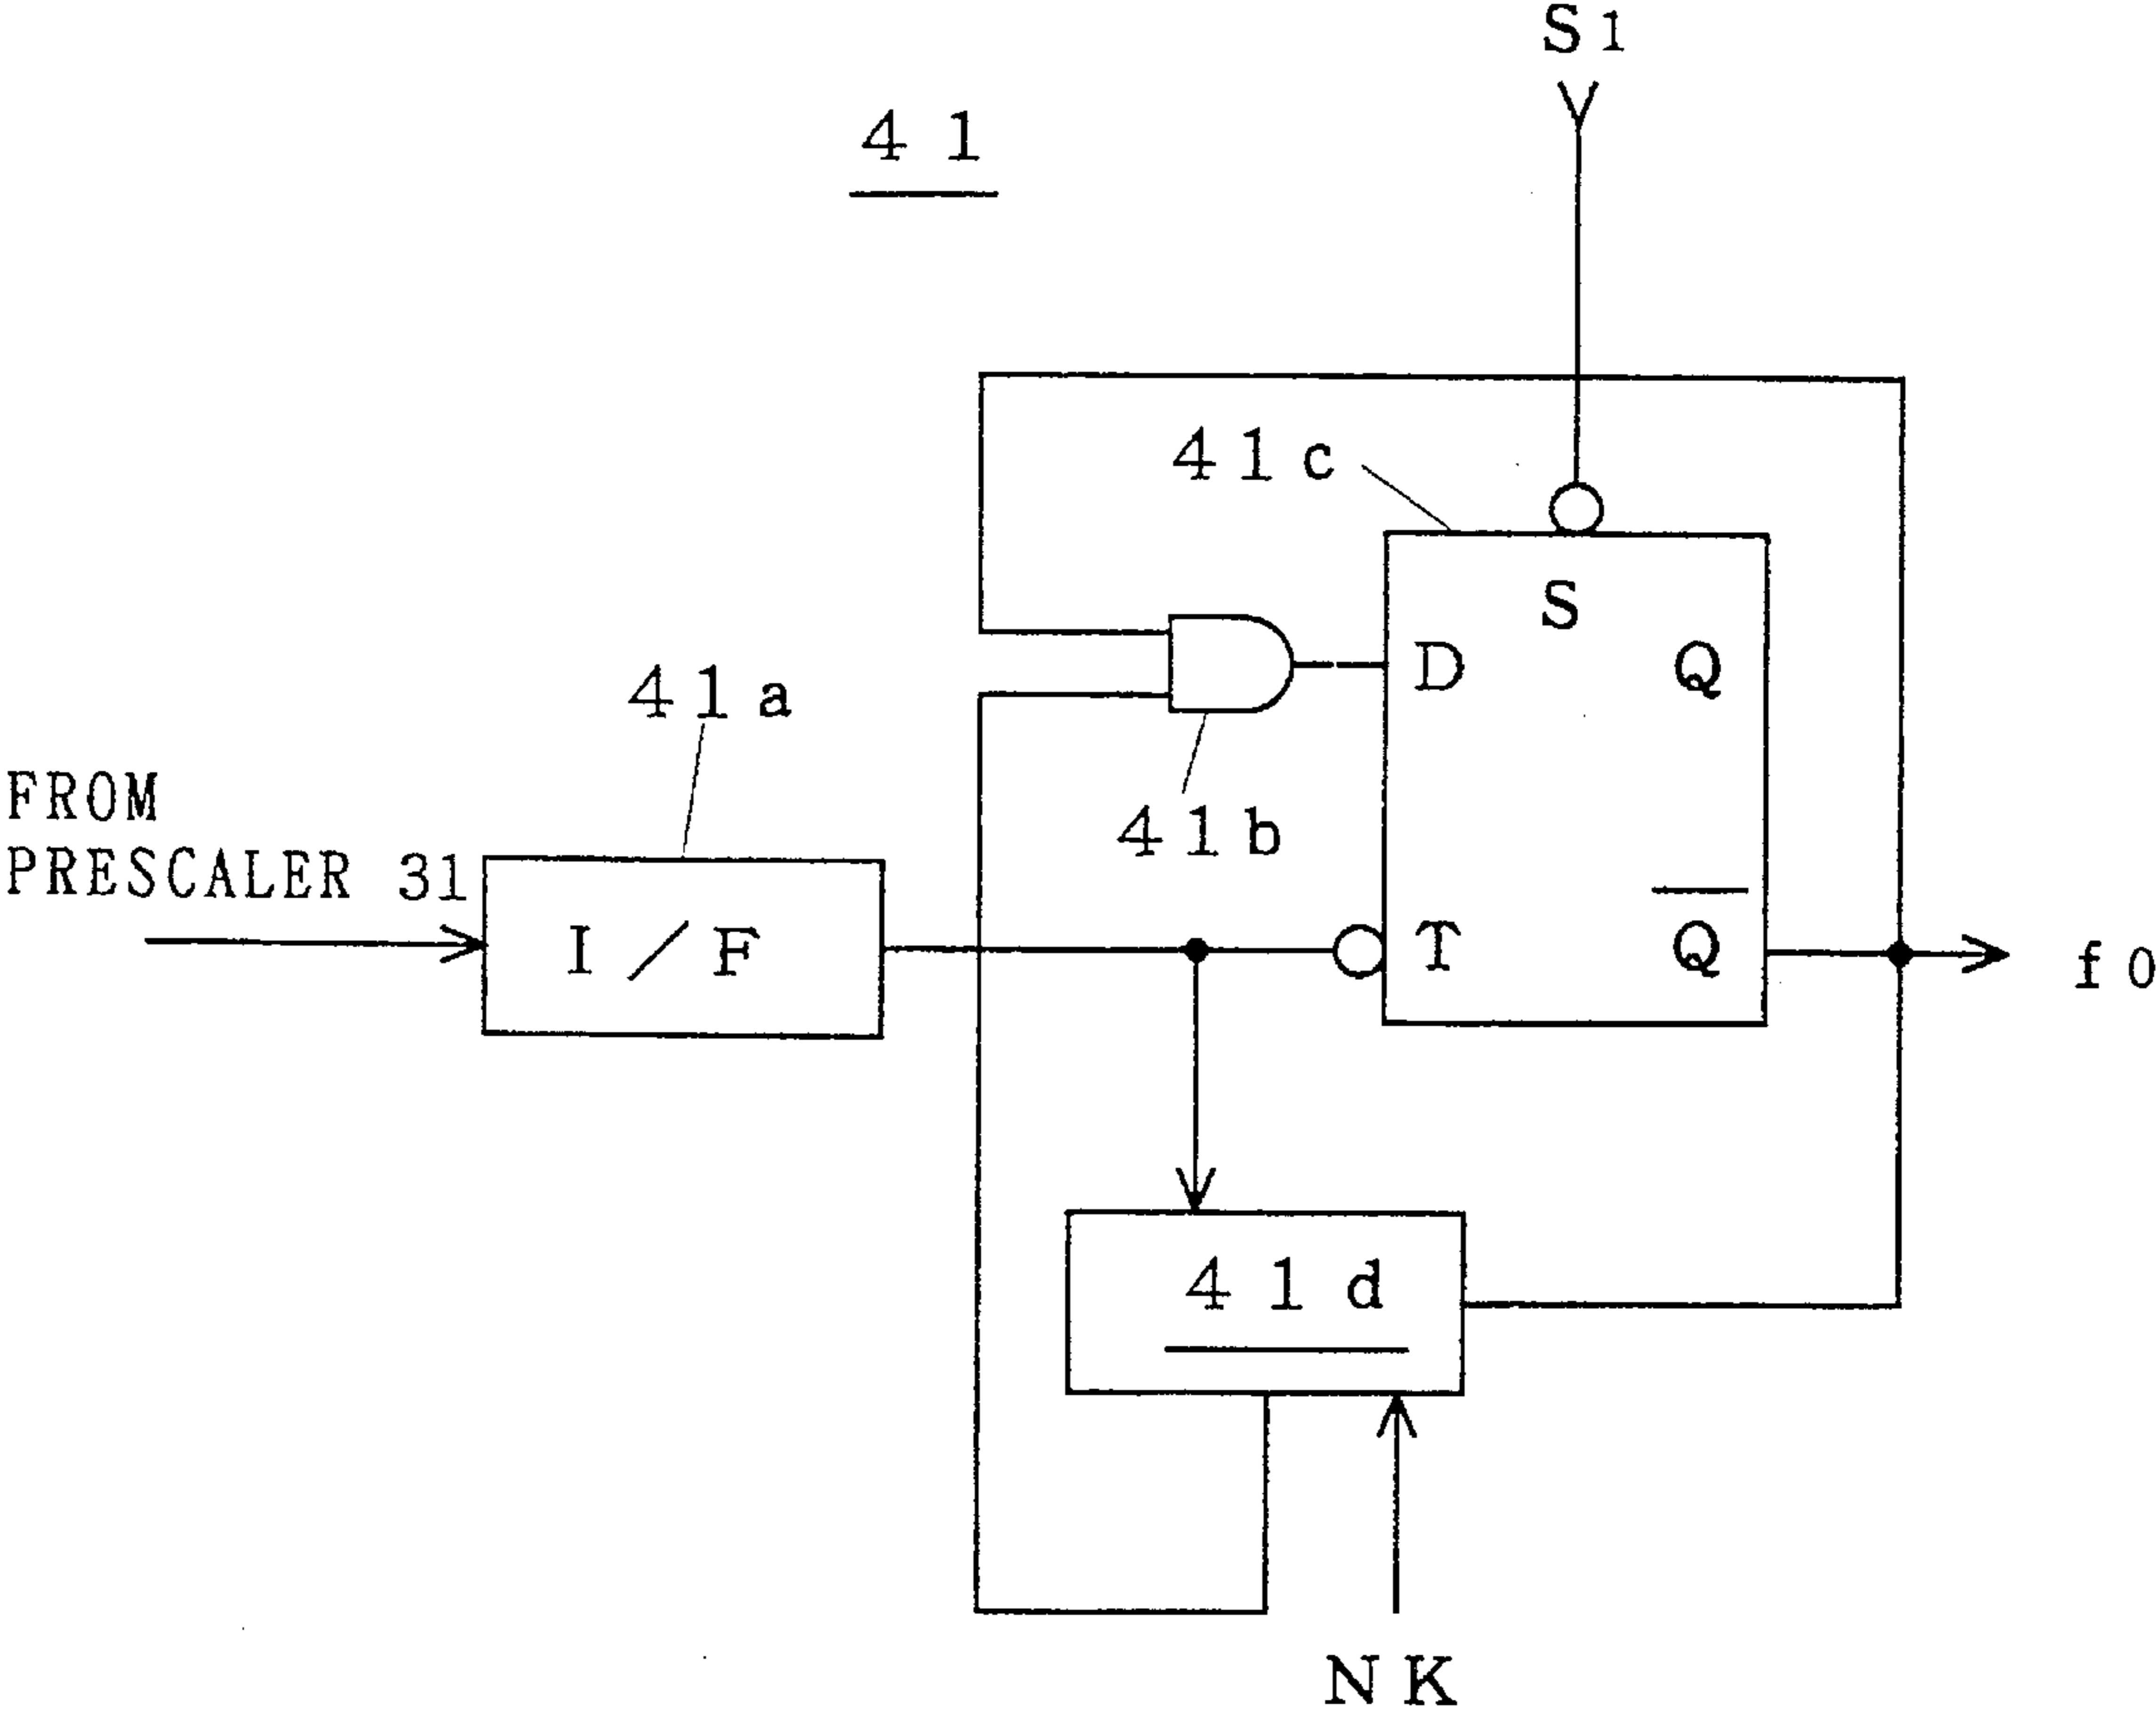 S1
41
41c
S
D
Q
41a
41b
FROM
PRESCALER 31
I/F
T
Q
f0
41d
NK